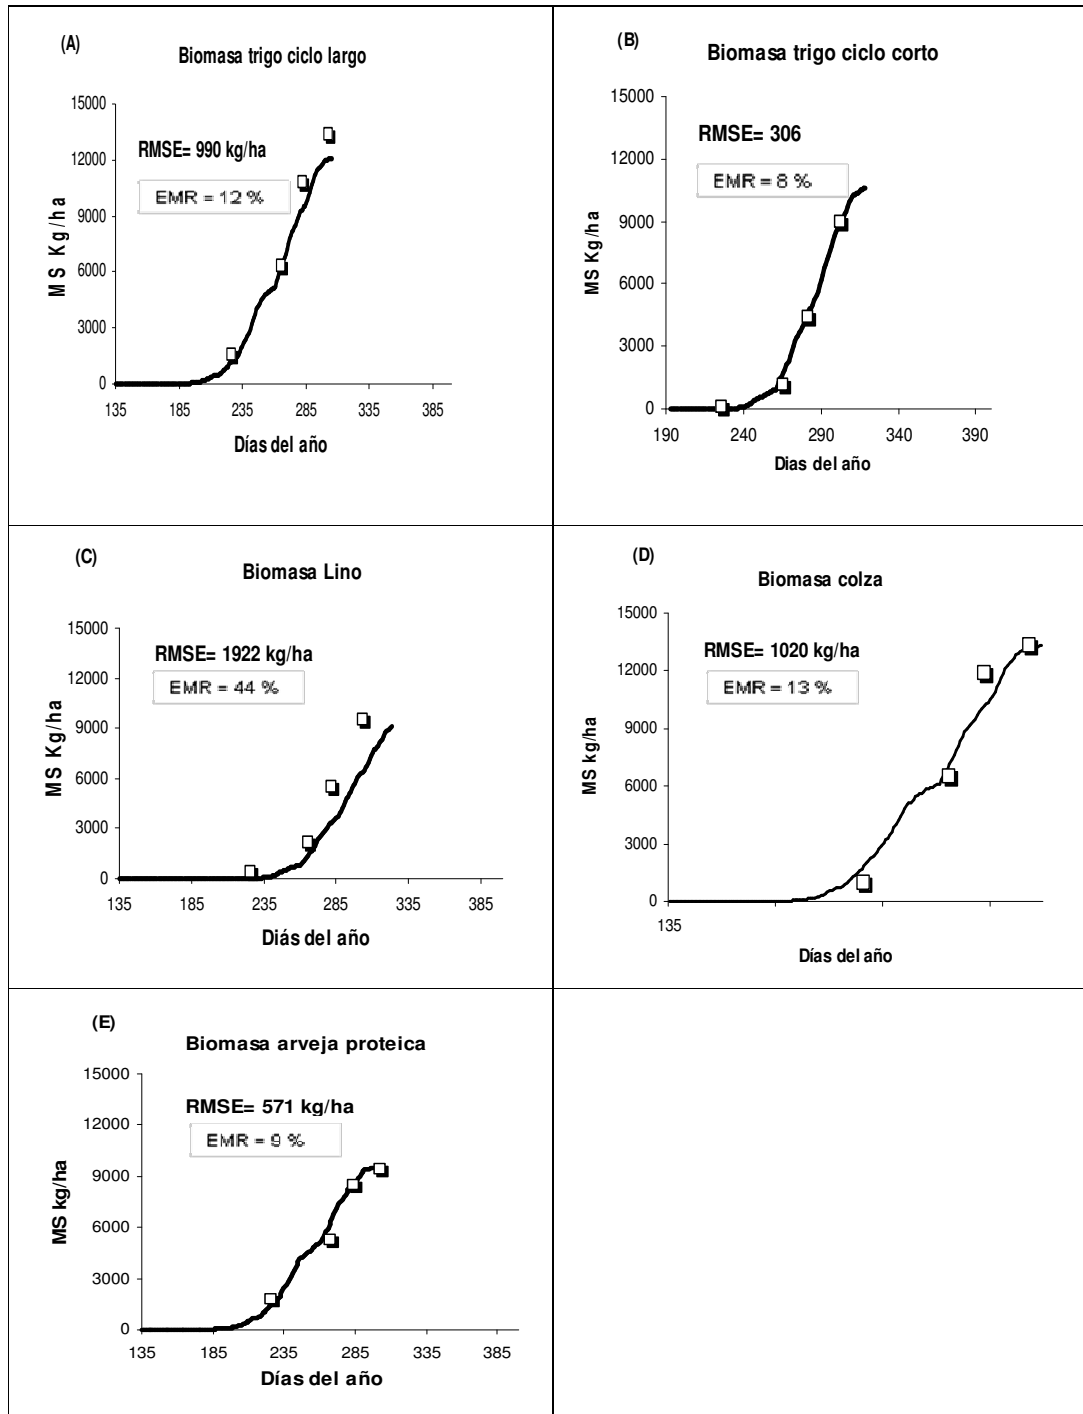 (A)
Biomasa trigo ciclo largo
15000
12000
9000
6000
3000
0
RMSE= 990 kg/ha
EMR = 12 %
MS Kg/ha
135 185 235 285 335 385
Días del año
(B)
Biomasa trigo ciclo corto
15000
12000
9000
6000
3000
0
RMSE= 306
EMR = 8 %
MS Kg/ha
190 240 290 340 390
Dias del año
(C)
Biomasa Lino
15000
12000
9000
6000
3000
0
RMSE= 1922 kg/ha
EMR = 44 %
MS Kg/ha
135 185 235 285 335 385
Diás del año
(D)
Biomasa colza
15000
12000
9000
6000
3000
0
RMSE= 1020 kg/ha
EMR = 13 %
MS kg/ha
135
Días del año
(E)
Biomasa arveja proteica
15000
12000
9000
6000
3000
0
RMSE= 571 kg/ha
EMR = 9 %
MS kg/ha
135 185 235 285 335 385
Días del año